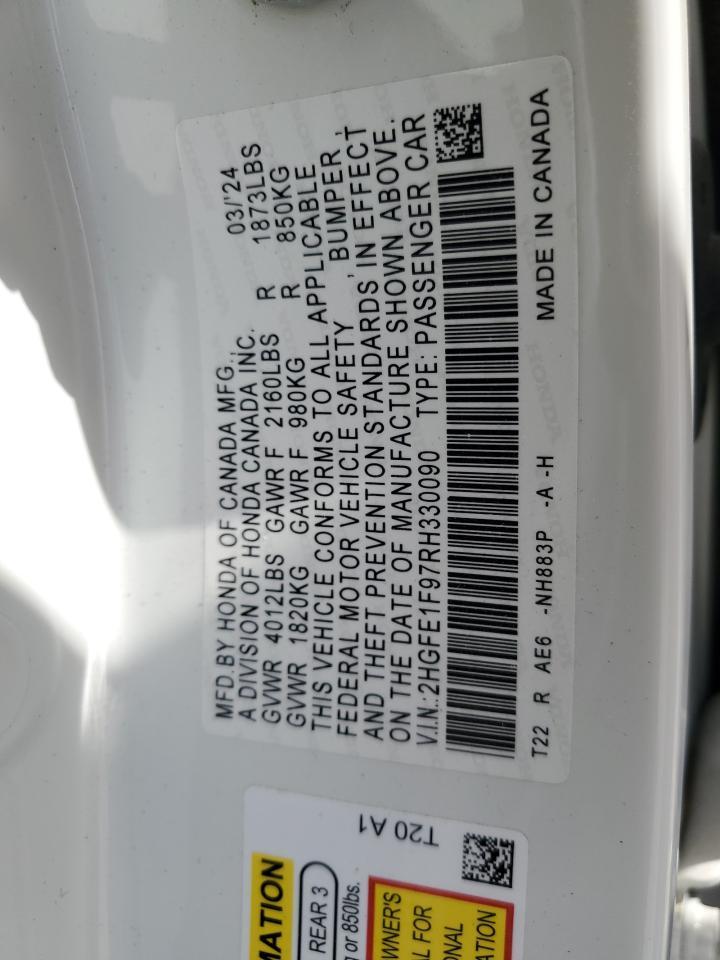 MFD. BY HONDA OF CANADA MFG., 03/'24
A DIVISION OF HONDA CANADA INC.
GVWR 4012LBS GAWR F 2160LBS R 1873LBS
GVWR 1820KG GAWR F 980KG R 850KG
THIS VEHICLE CONFORMS TO ALL APPLICABLE
FEDERAL MOTOR VEHICLE SAFETY, BUMPER,
AND THEFT PREVENTION STANDARDS, IN EFFECT
ON THE DATE OF MANUFACTURE SHOWN ABOVE.
V.I.N.:2HGFE1F97RH330090 TYPE: PASSENGER CAR
T22 R AE6 -NH883P -A -H MADE IN CANADA
T20 A1
MATION
REAR 3
or 850lbs.
WNER'S
L FOR
ONAL
ATION